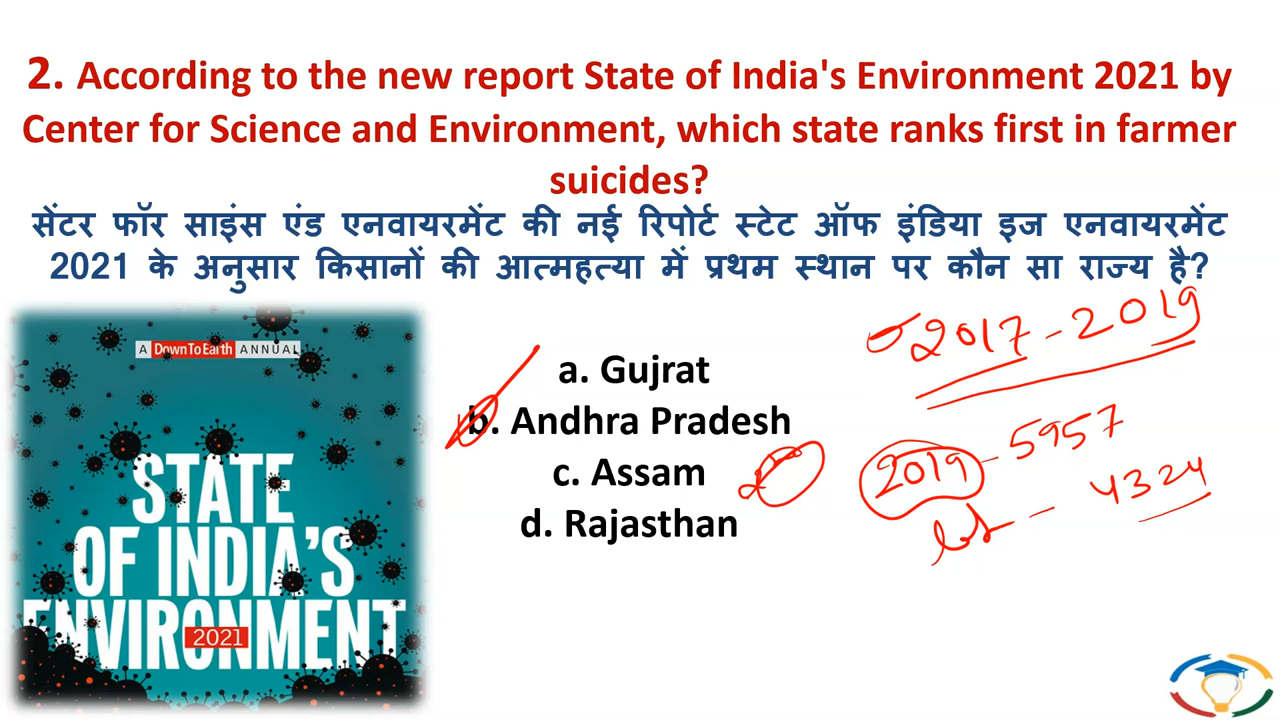 2. According to the new report State of India's Environment 2021 by
Center for Science and Environment, which state ranks first in farmer
suicides?
सेंटर फॉर साइंस एंड एनवायरमेंट की नई रिपोर्ट स्टेट ऑफ इंडिया इज एनवायरमेंट
2021 के अनुसार किसानों की आत्महत्या में प्रथम स्थान पर कौन सा राज्य है?
A DownToEarth ANNUAL
STATE
OF INDIA'S
ENVIRONMENT
2021
a. Gujrat
b. Andhra Pradesh
c. Assam
d. Rajasthan
2017-2019
2019 - 5957
- 4324